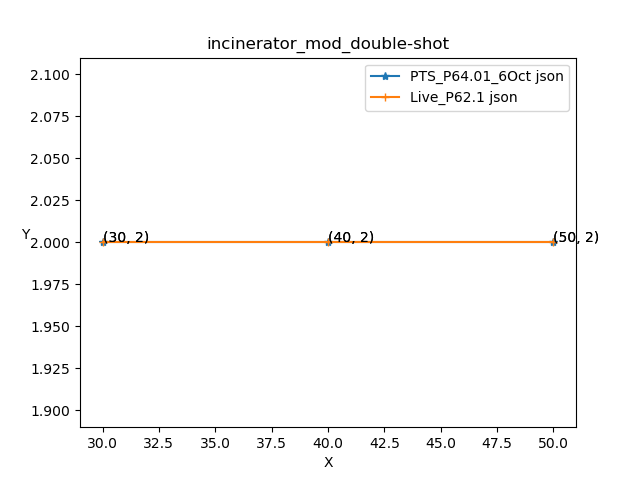 incinerator_mod_double-shot
PTS_P64.01_6Oct json
Live_P62.1 json
2.100
2.075
2.050
2.025
2.000
1.975
1.950
1.925
1.900
Y
(30, 2)
(40, 2)
(50, 2)
30.0 32.5 35.0 37.5 40.0 42.5 45.0 47.5 50.0
X